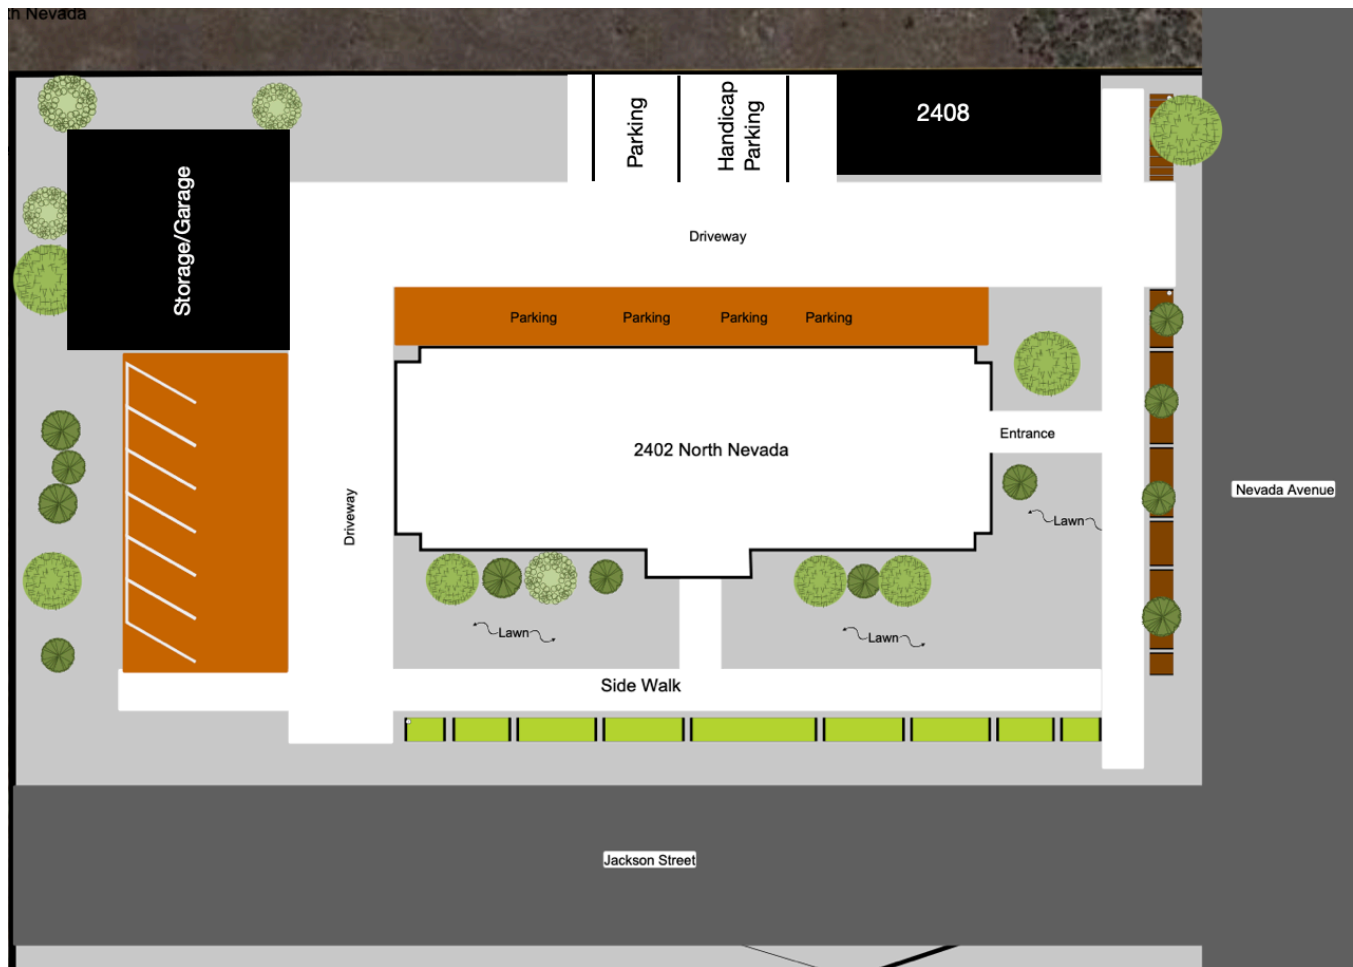 th Nevada
2408
Parking
Handicap
Parking
Storage/Garage
Driveway
Parking
Parking
Parking
Parking
Entrance
2402 North Nevada
Nevada Avenue
Driveway
Lawn
Lawn
Lawn
Side Walk
Jackson Street